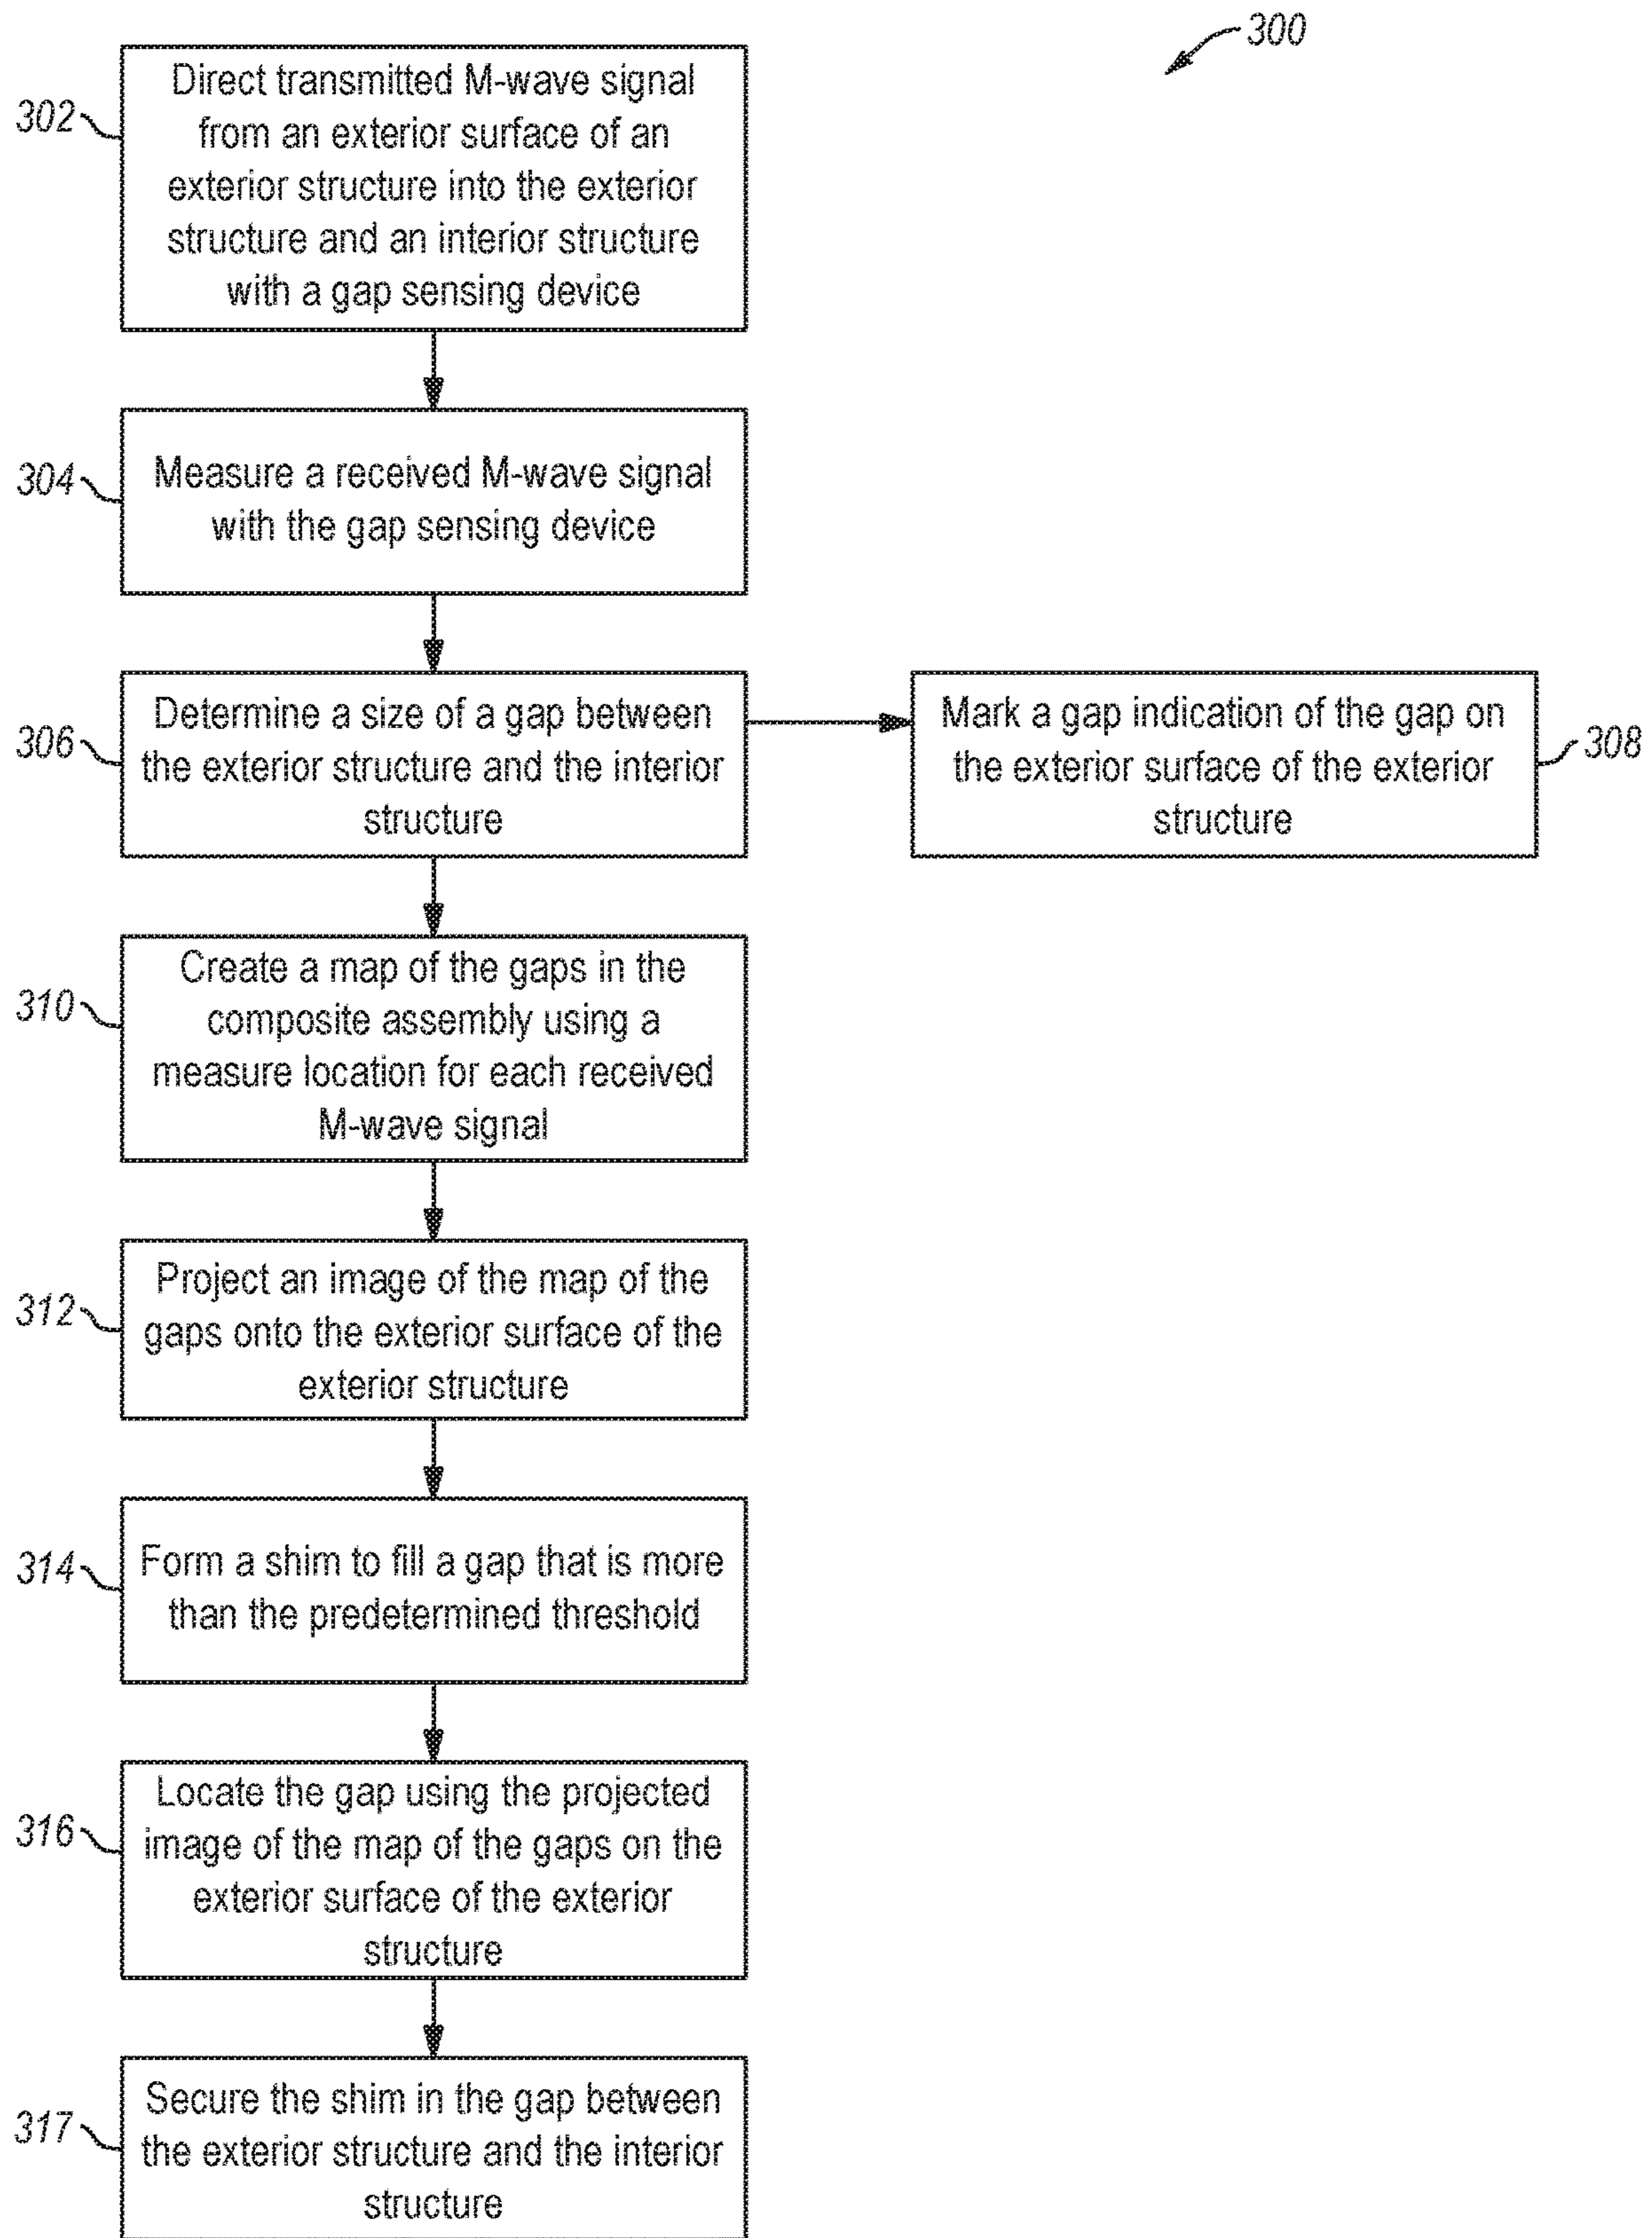 300
302
Direct transmitted M-wave signal
from an exterior surface of an
exterior structure into the exterior
structure and an interior structure
with a gap sensing device
304
Measure a received M-wave signal
with the gap sensing device
306
Determine a size of a gap between
the exterior structure and the interior
structure
Mark a gap indication of the gap on
the exterior surface of the exterior
structure
308
310
Create a map of the gaps in the
composite assembly using a
measure location for each received
M-wave signal
312
Project an image of the map of the
gaps onto the exterior surface of the
exterior structure
314
Form a shim to fill a gap that is more
than the predetermined threshold
316
Locate the gap using the projected
image of the map of the gaps on the
exterior surface of the exterior
structure
317
Secure the shim in the gap between
the exterior structure and the interior
structure